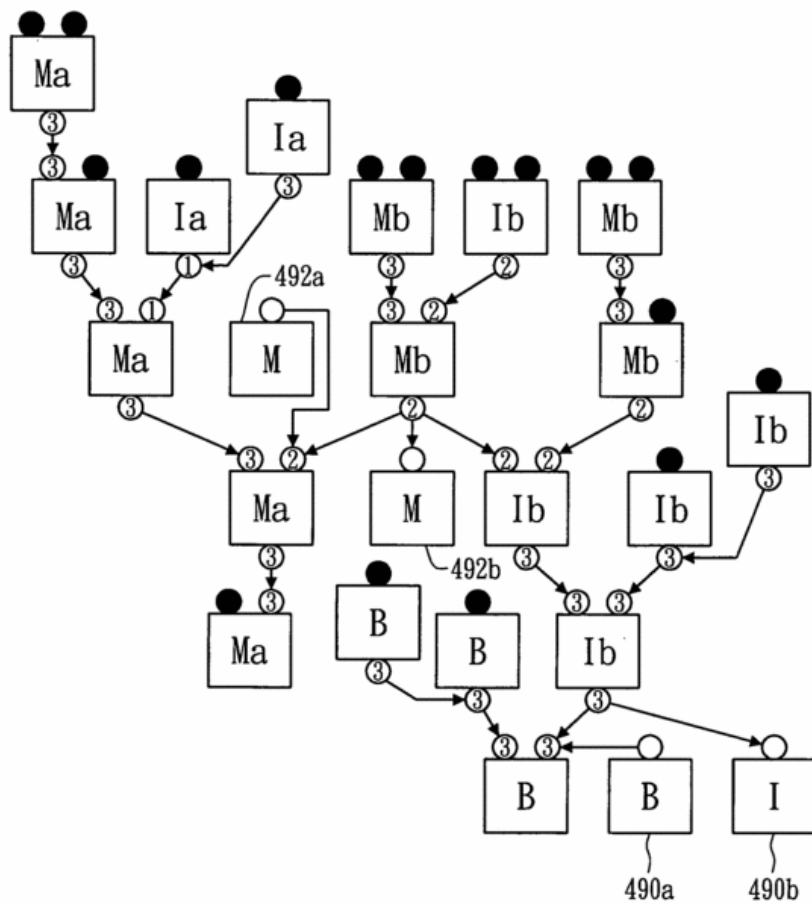 Ma
Ia
③
③
Ma
Ia
③
Mb
Ib
Mb
③
①
③
②
③
492a
③
①
③
②
③
Ma
M
Mb
Mb
Ib
③
②
②
③
②
②
②
③
Ma
M
Ib
Ib
③
492b
③
③
③
③
③
Ma
B
B
Ib
③
③
③
③
③
B
B
I
490a
490b